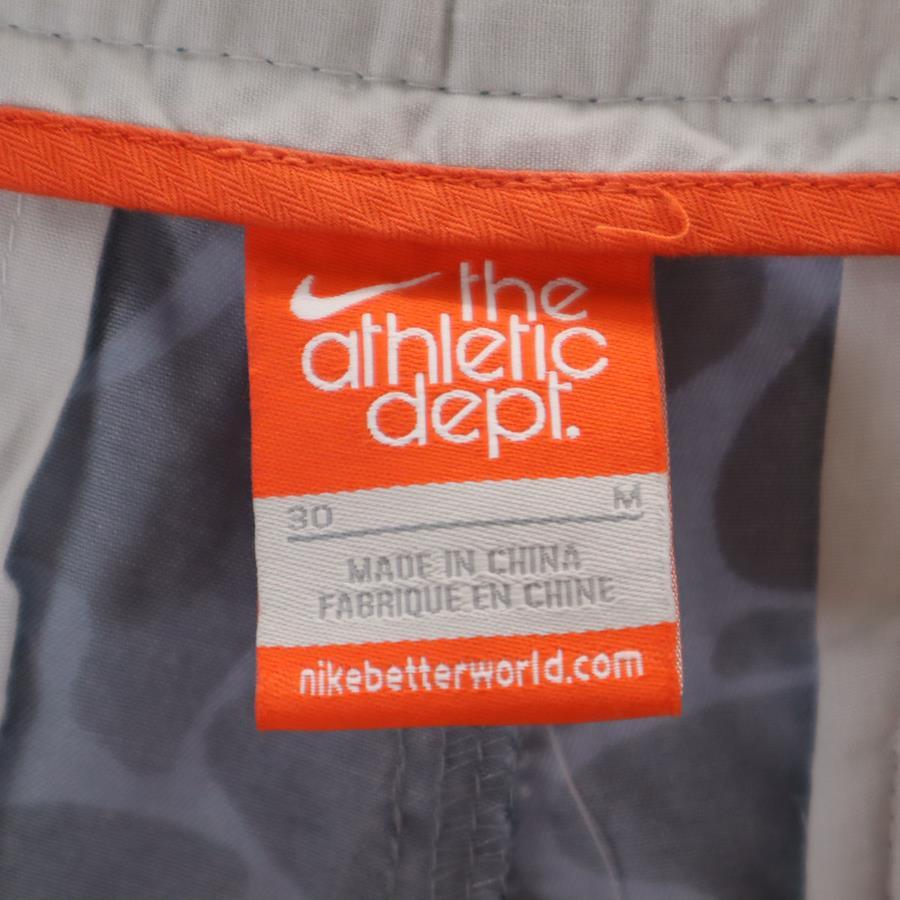 the
athletic
dept.
30 M
MADE IN CHINA
FABRIQUE EN CHINE
nikebetterworld.com